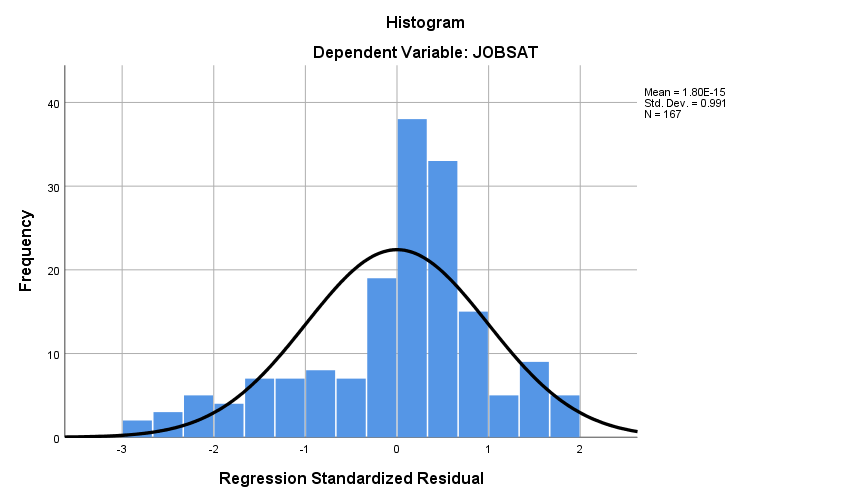 Histogram
Dependent Variable: JOBSAT
Mean = 1.80E-15
Std. Dev. = 0.991
N = 167
40
30
20
10
0
Frequency
-3 -2 -1 0 1 2
Regression Standardized Residual